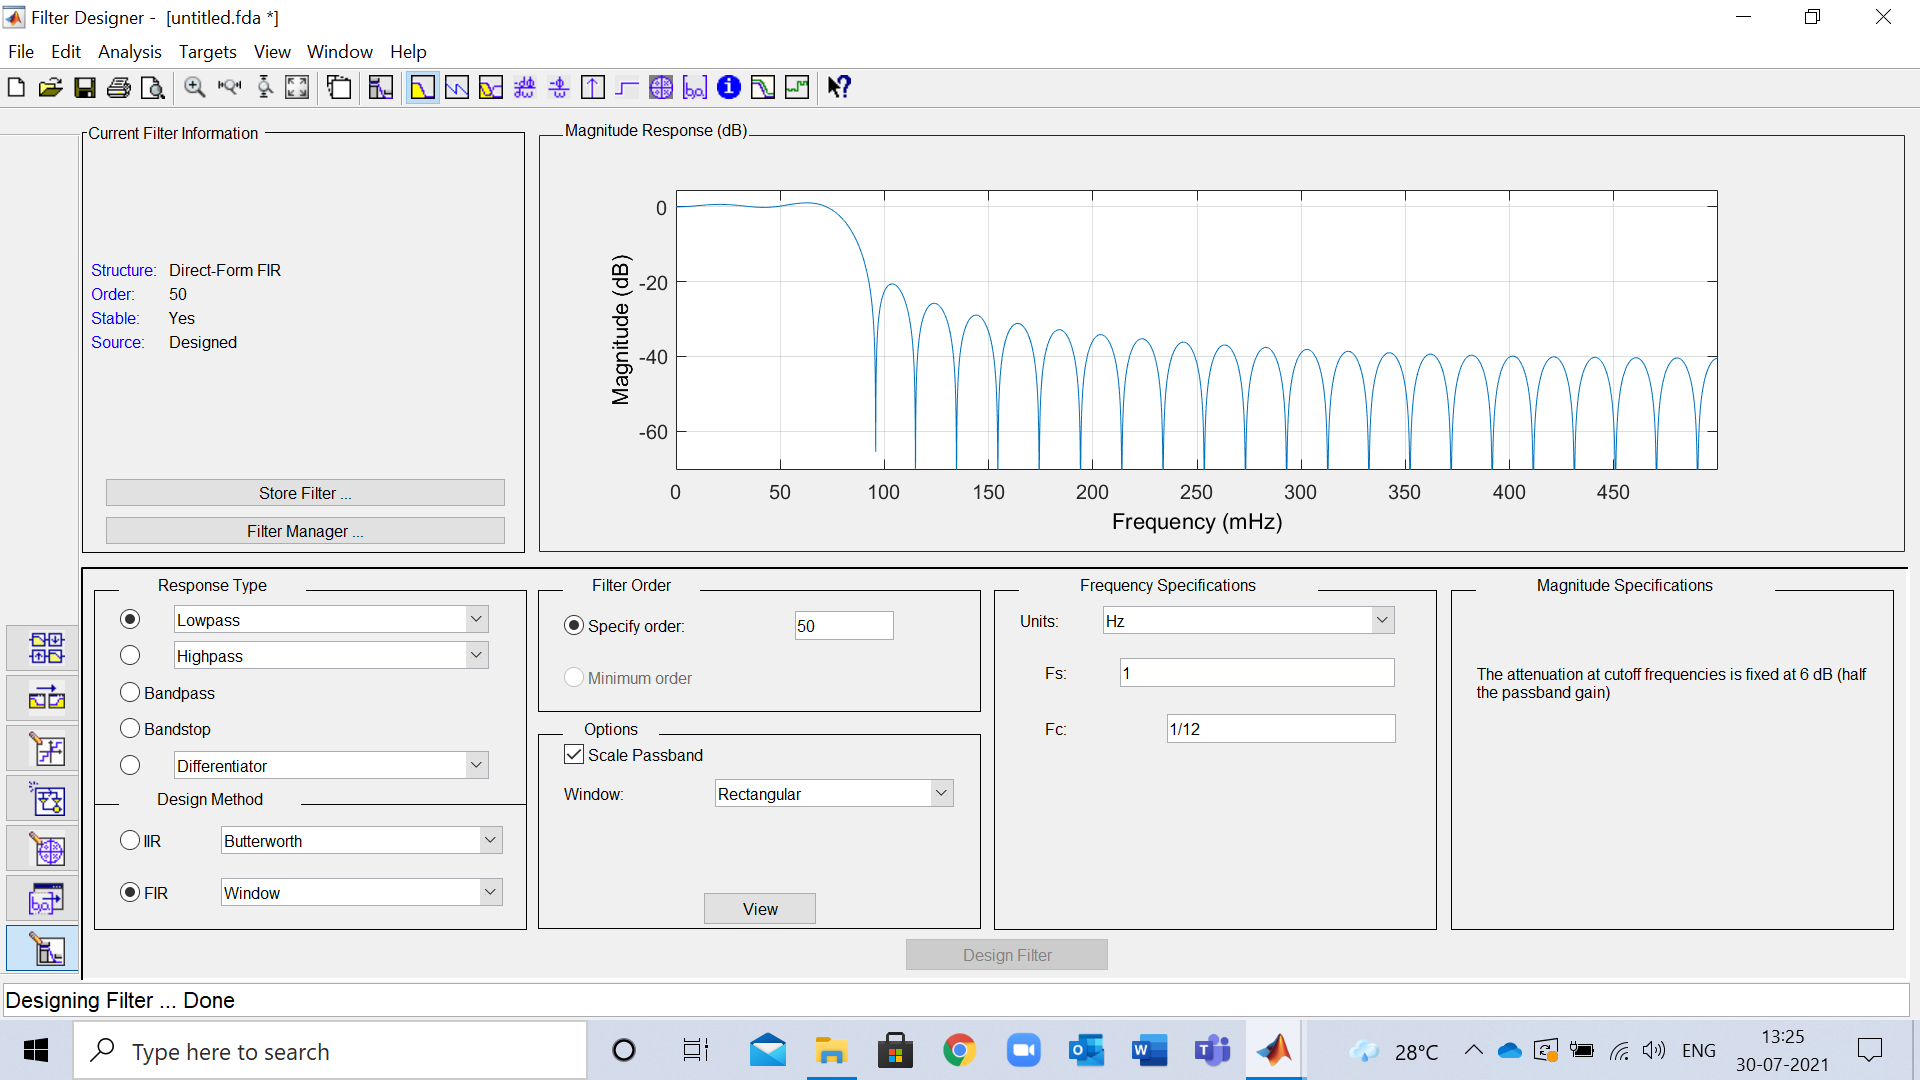 Filter Designer - [untitled.fda *]
File Edit Analysis Targets View Window Help
Current Filter Information
Structure: Direct-Form FIR
Order: 50
Stable: Yes
Source: Designed
Store Filter ...
Filter Manager ...
Magnitude Response (dB)
0
-20
-40
-60
Magnitude (dB)
0 50 100 150 200 250 300 350 400 450
Frequency (mHz)
Response Type
Lowpass
Highpass
Bandpass
Bandstop
Differentiator
Design Method
IIR Butterworth
FIR Window
Filter Order
Specify order: 50
Minimum order
Options
Scale Passband
Window: Rectangular
View
Frequency Specifications
Units: Hz
Fs: 1
Fc: 1/12
Magnitude Specifications
The attenuation at cutoff frequencies is fixed at 6 dB (half
the passband gain)
Design Filter
Designing Filter ... Done
Type here to search
28°C
ENG
13:25
30-07-2021